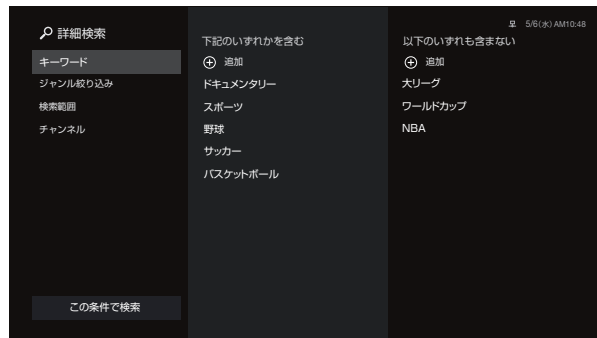 5/6(水) AM10:48
詳細検索
キーワード
ジャンル絞り込み
検索範囲
チャンネル
この条件で検索
下記のいずれかを含む
追加
ドキュメンタリー
スポーツ
野球
サッカー
バスケットボール
以下のいずれも含まない
追加
大リーグ
ワールドカップ
NBA